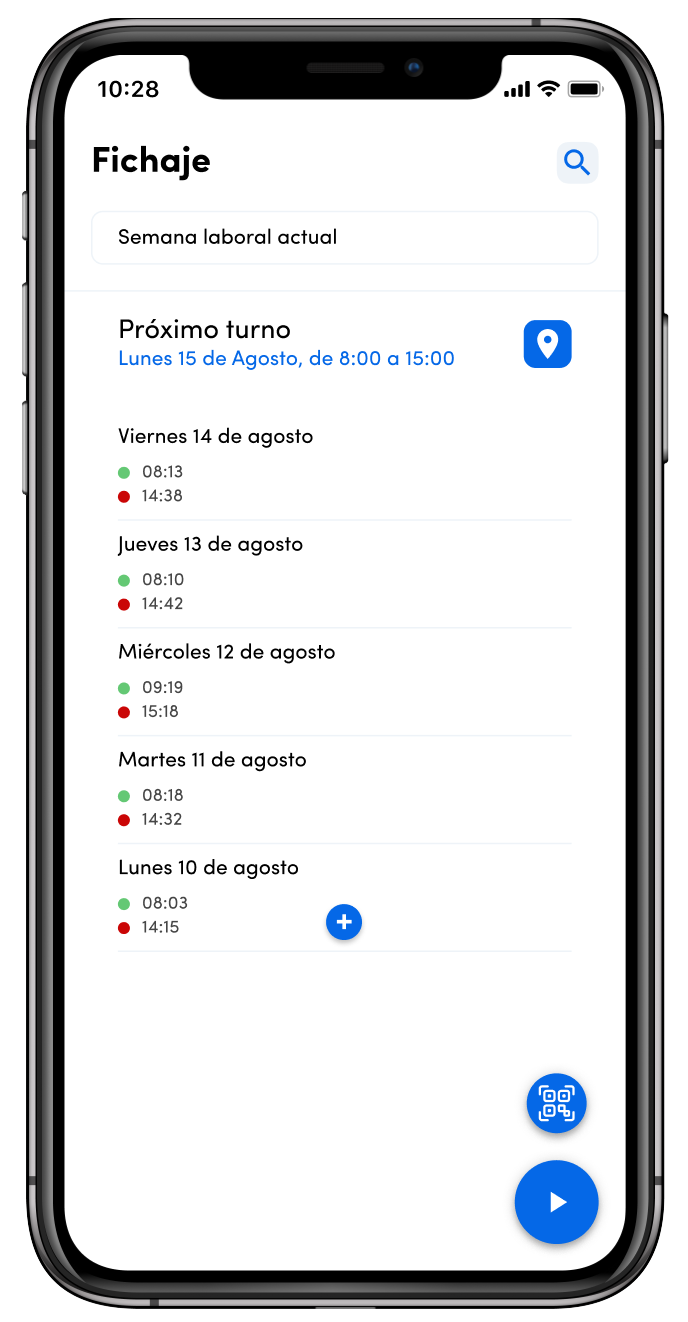 10:28
Fichaje
Semana laboral actual
Próximo turno
Lunes 15 de Agosto, de 8:00 a 15:00
Viernes 14 de agosto
08:13
14:38
Jueves 13 de agosto
08:10
14:42
Miércoles 12 de agosto
09:19
15:18
Martes 11 de agosto
08:18
14:32
Lunes 10 de agosto
08:03
14:15